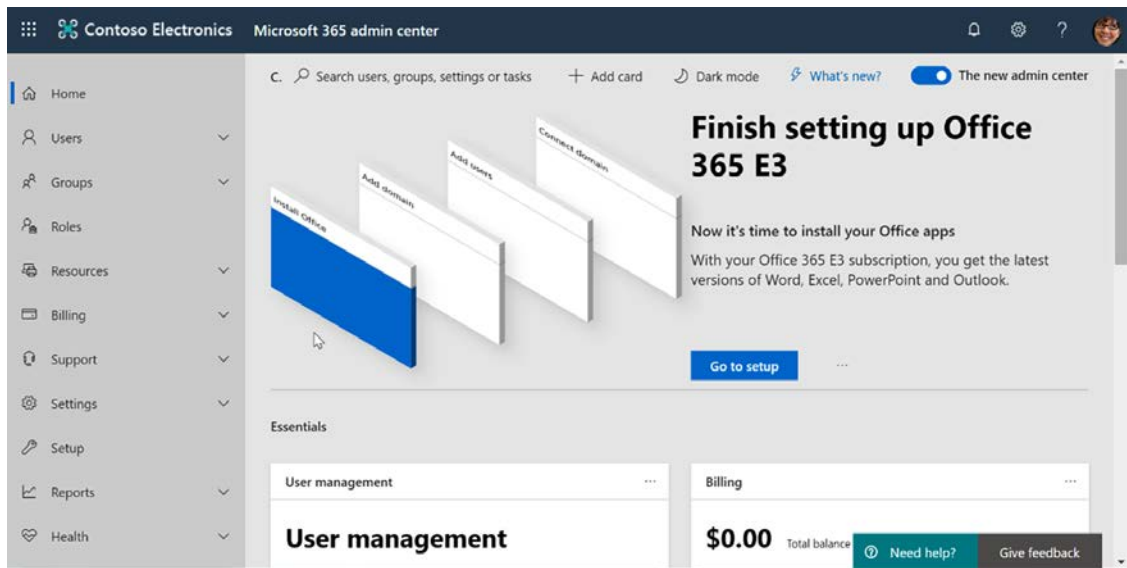 Contoso Electronics
Microsoft 365 admin center
?
C.
Search users, groups, settings or tasks
Add card
Dark mode
What's new?
The new admin center
Home
Users
Groups
Roles
Resources
Billing
Support
Settings
Setup
Reports
Health
Install Office
Add domain
Add users
Connect domain
Finish setting up Office
365 E3
Now it's time to install your Office apps
With your Office 365 E3 subscription, you get the latest
versions of Word, Excel, PowerPoint and Outlook.
Go to setup
...
Essentials
User management
...
User management
Billing
...
$0.00 Total balance
Need help?
Give feedback